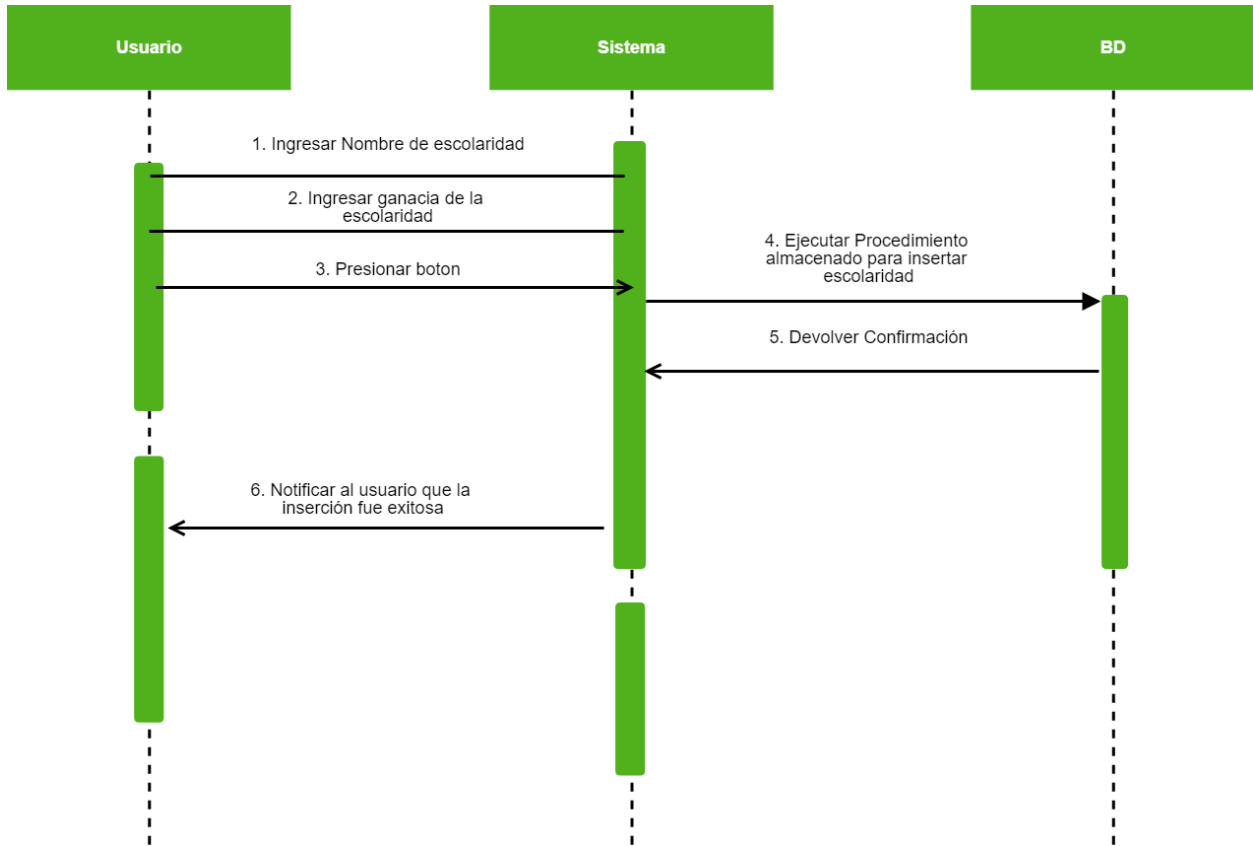 Usuario
Sistema
BD
1. Ingresar Nombre de escolaridad
2. Ingresar ganacia de la
escolaridad
3. Presionar boton
4. Ejecutar Procedimiento
almacenado para insertar
escolaridad
5. Devolver Confirmación
6. Notificar al usuario que la
inserción fue exitosa